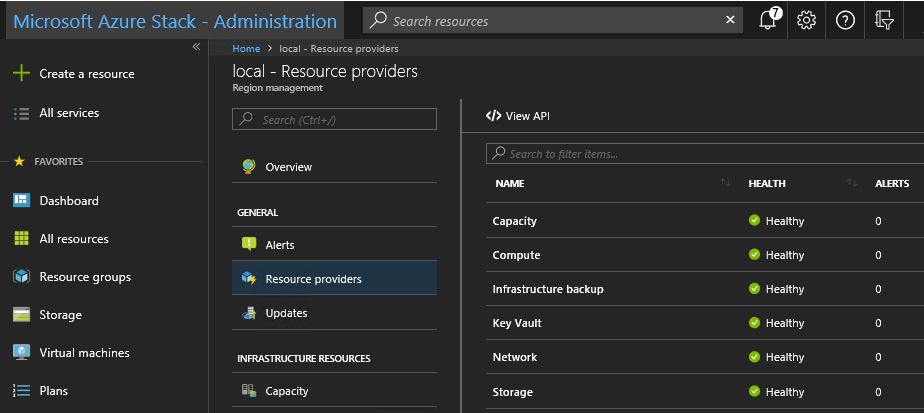 Microsoft Azure Stack - Administration
Search resources
7
Create a resource
All services
FAVORITES
Dashboard
All resources
Resource groups
Storage
Virtual machines
Plans
Home > local - Resource providers
local - Resource providers
Region management
Search (Ctrl+/)
Overview
GENERAL
Alerts
Resource providers
Updates
INFRASTRUCTURE RESOURCES
Capacity
View API
Search to filter items...
NAME HEALTH ALERTS
Capacity Healthy 0
Compute Healthy 0
Infrastructure backup Healthy 0
Key Vault Healthy 0
Network Healthy 0
Storage Healthy 0